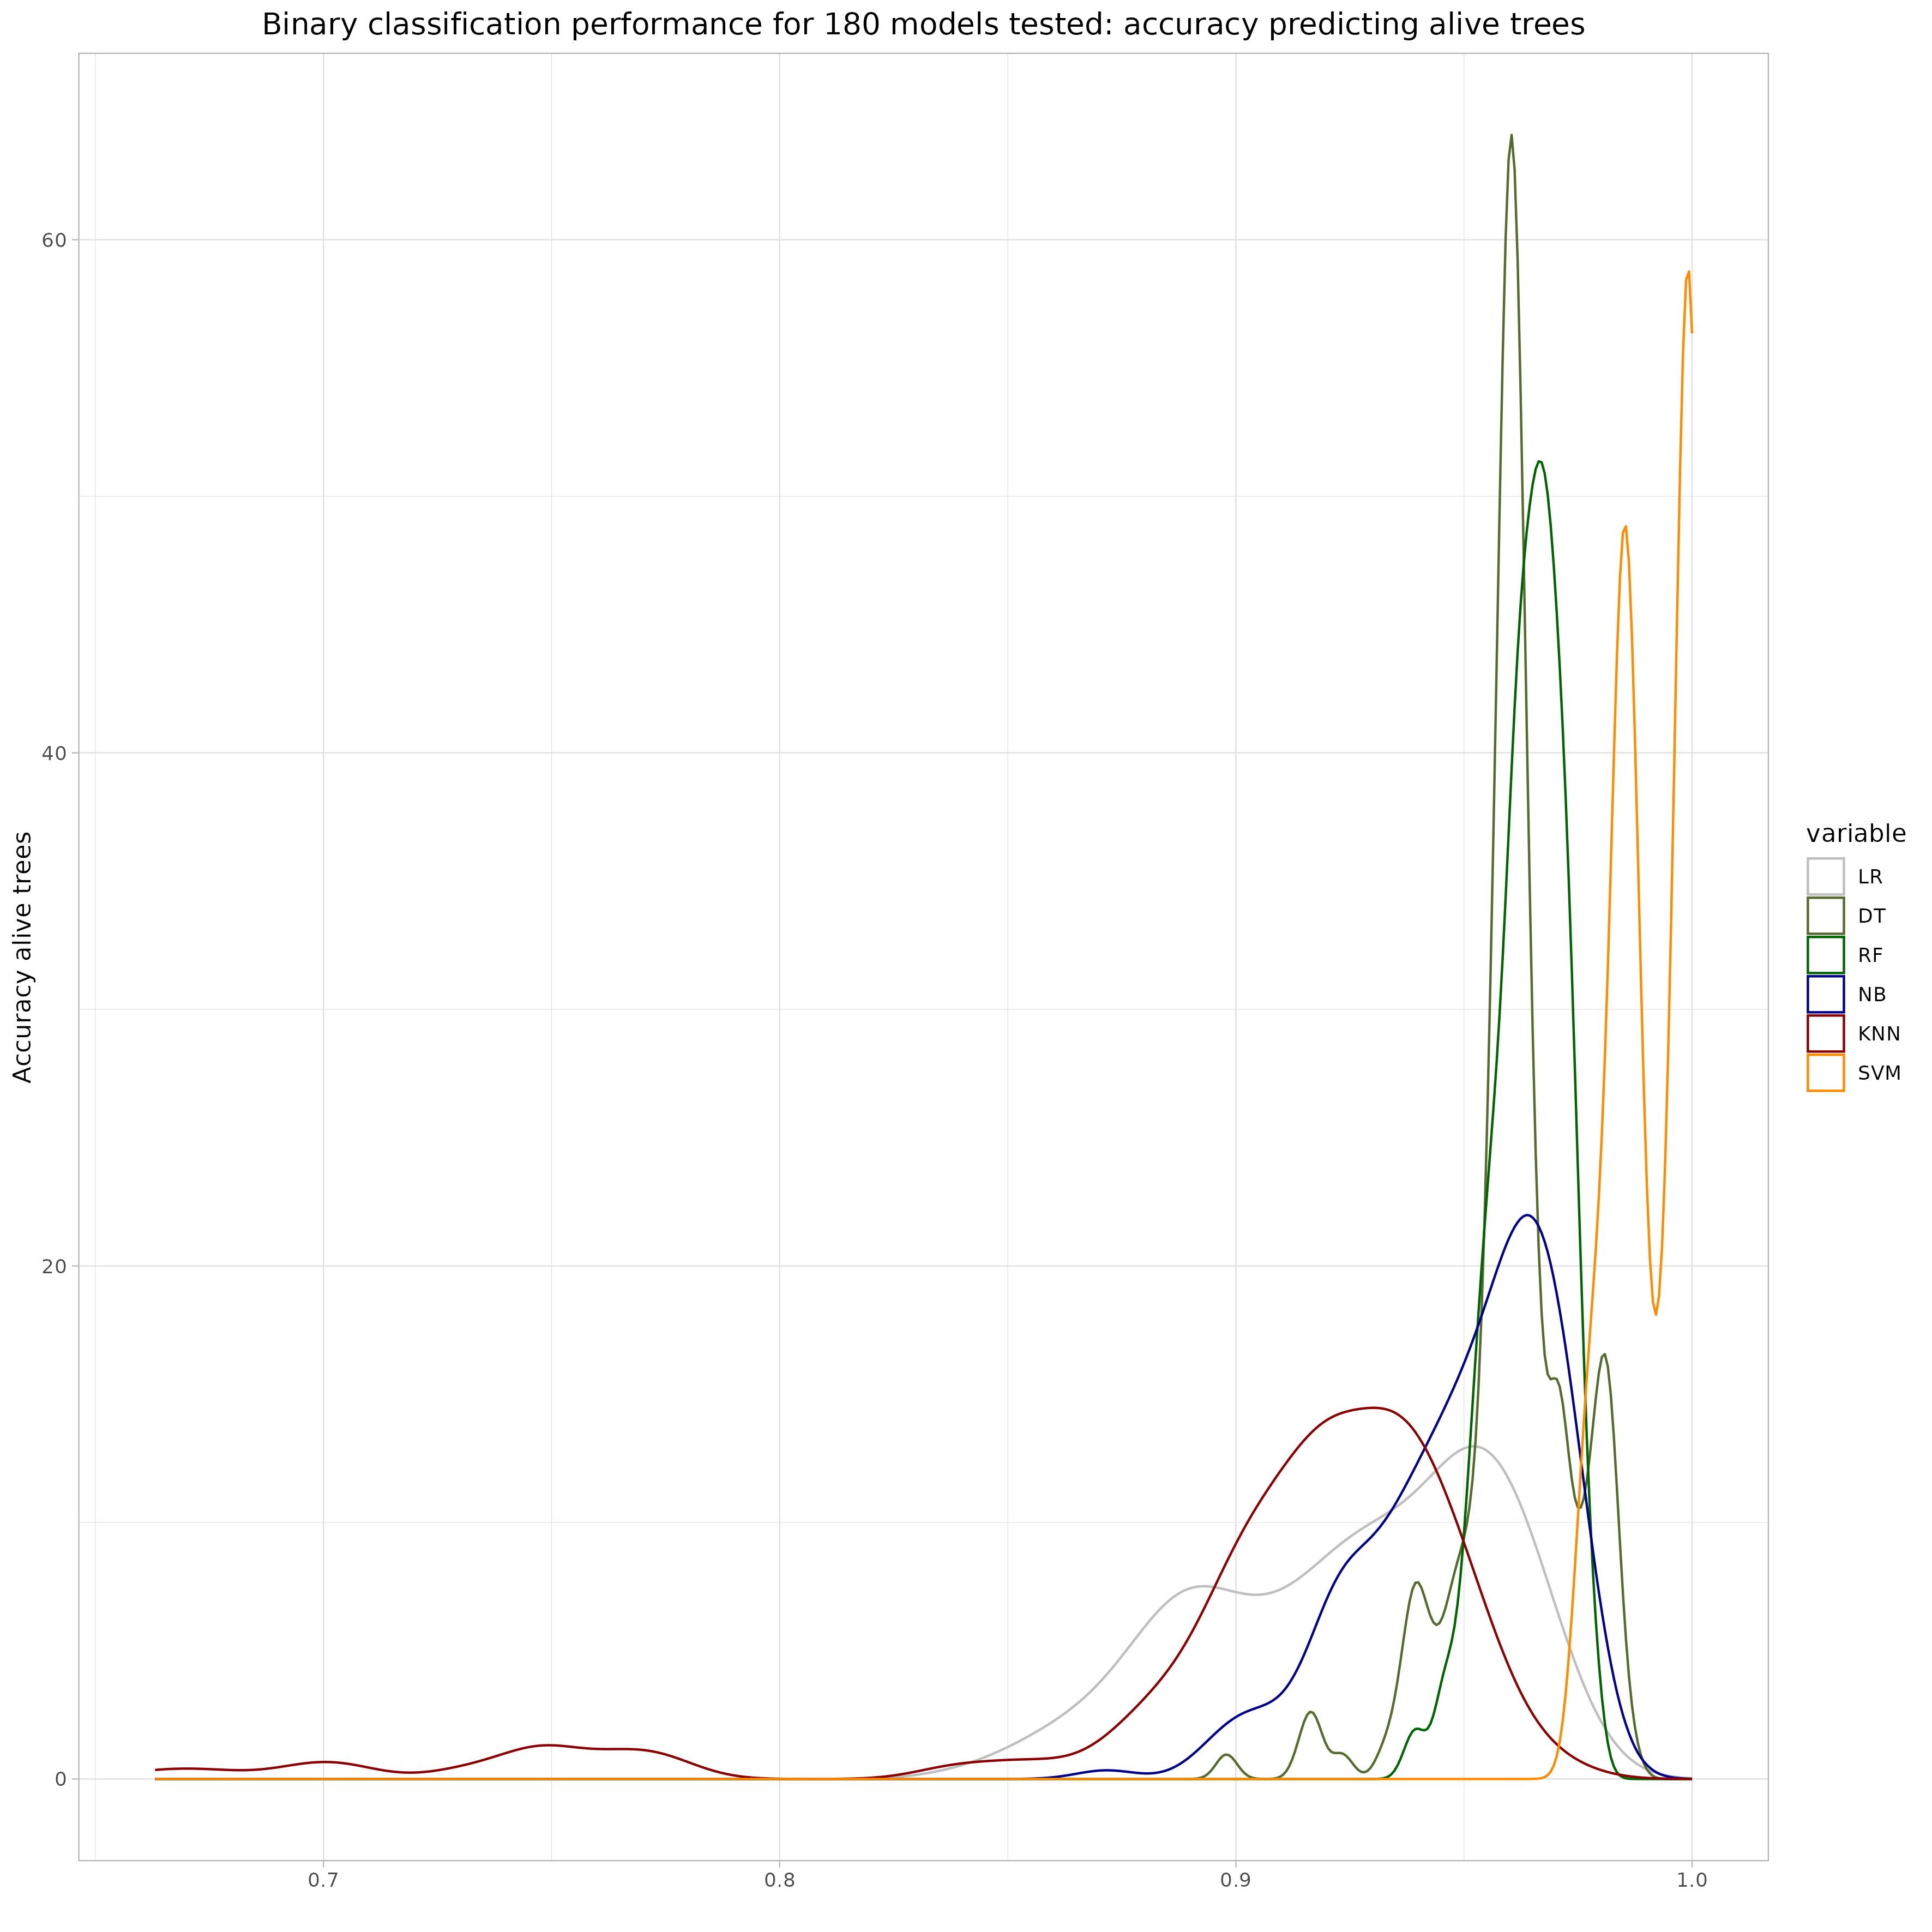 Binary classification performance for 180 models tested: accuracy predicting alive trees
60
40
20
0
Accuracy alive trees
0.7
0.8
0.9
1.0
variable
LR
DT
RF
NB
KNN
SVM